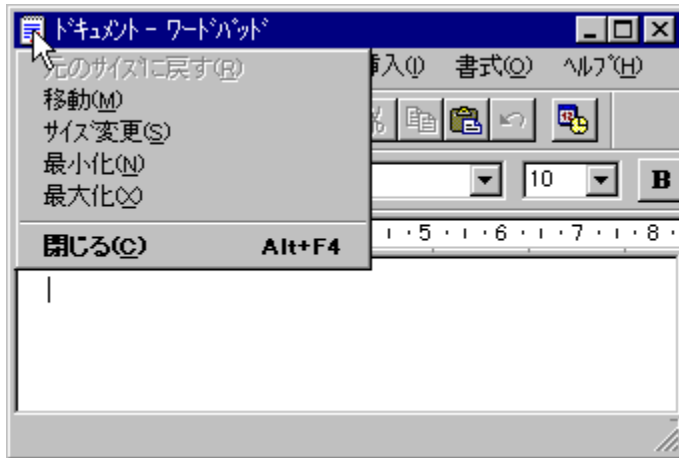 ﾄﾞｷｭﾒﾝﾄ - ﾜｰﾄﾞﾊﾟｯﾄﾞ
元のｻｲｽﾞに戻す(R)
移動(M)
ｻｲｽﾞ変更(S)
最小化(N)
最大化(X)
閉じる(C) Alt+F4
挿入(I) 書式(O) ﾍﾙﾌﾟ(H)
12
10 B
5 6 7 8